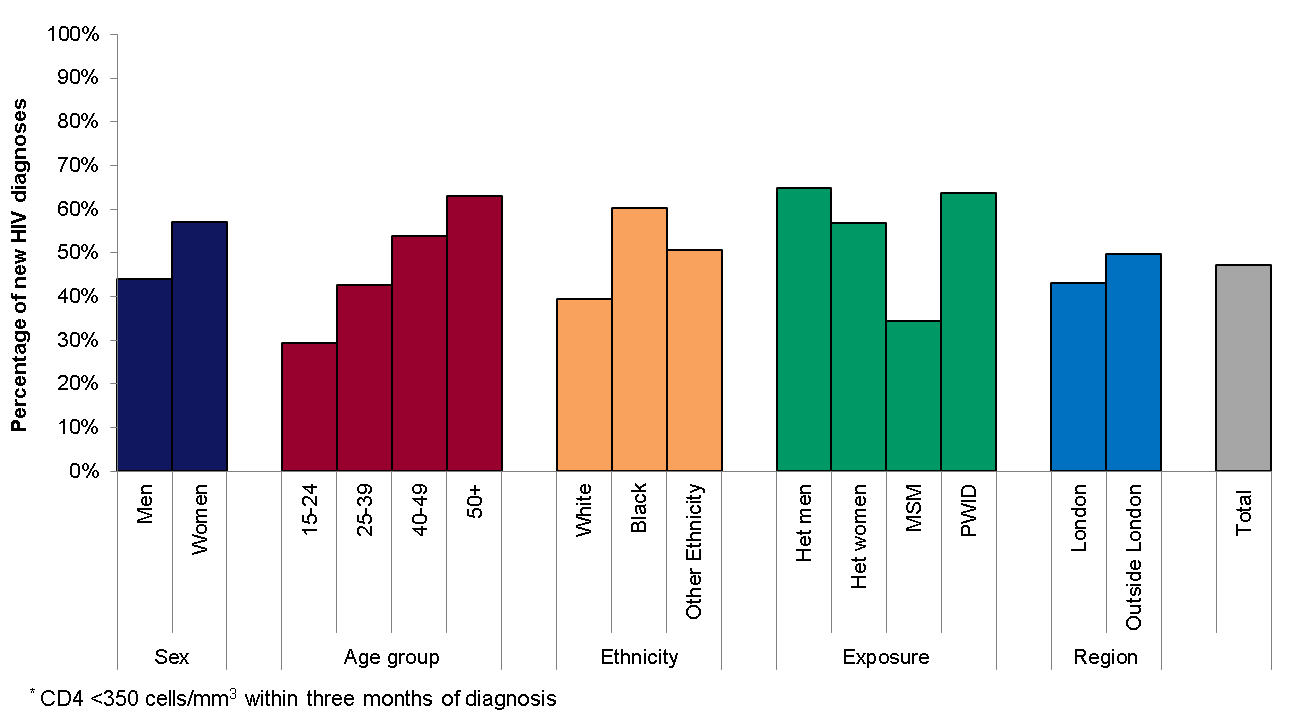 Percentage of new HIV diagnoses
100%
90%
80%
70%
60%
50%
40%
30%
20%
10%
0%
Men
Women
15-24
25-39
40-49
50+
White
Black
Other Ethnicity
Het men
Het women
MSM
PWID
London
Outside London
Total
Sex
Age group
Ethnicity
Exposure
Region
* CD4 <350 cells/mm3 within three months of diagnosis